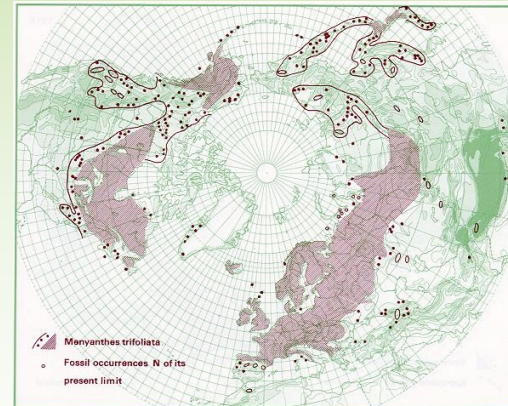 Menyanthes trifoliata
Fossil occurrences N of its
present limit